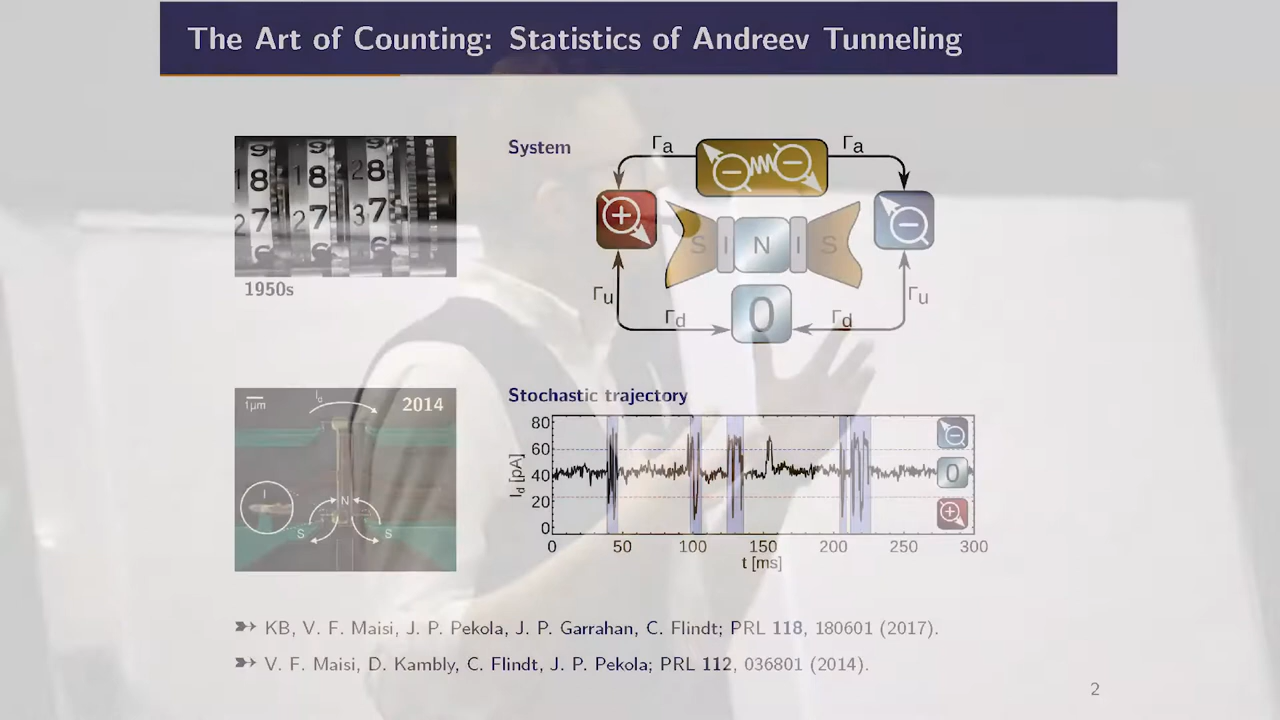 The Art of Counting: Statistics of Andreev Tunneling
1950s
System
Γa
Γa
S I N I S
Γu
Γu
Γd
Γd
0
1μm
Id
2014
I
N
S
S
Stochastic trajectory
80
60
40
20
0
Id [pA]
0
0 50 100 150 200 250 300
t [ms]
➳ KB, V. F. Maisi, J. P. Pekola, J. P. Garrahan, C. Flindt; PRL 118, 180601 (2017).
➳ V. F. Maisi, D. Kambly, C. Flindt, J. P. Pekola; PRL 112, 036801 (2014).
2